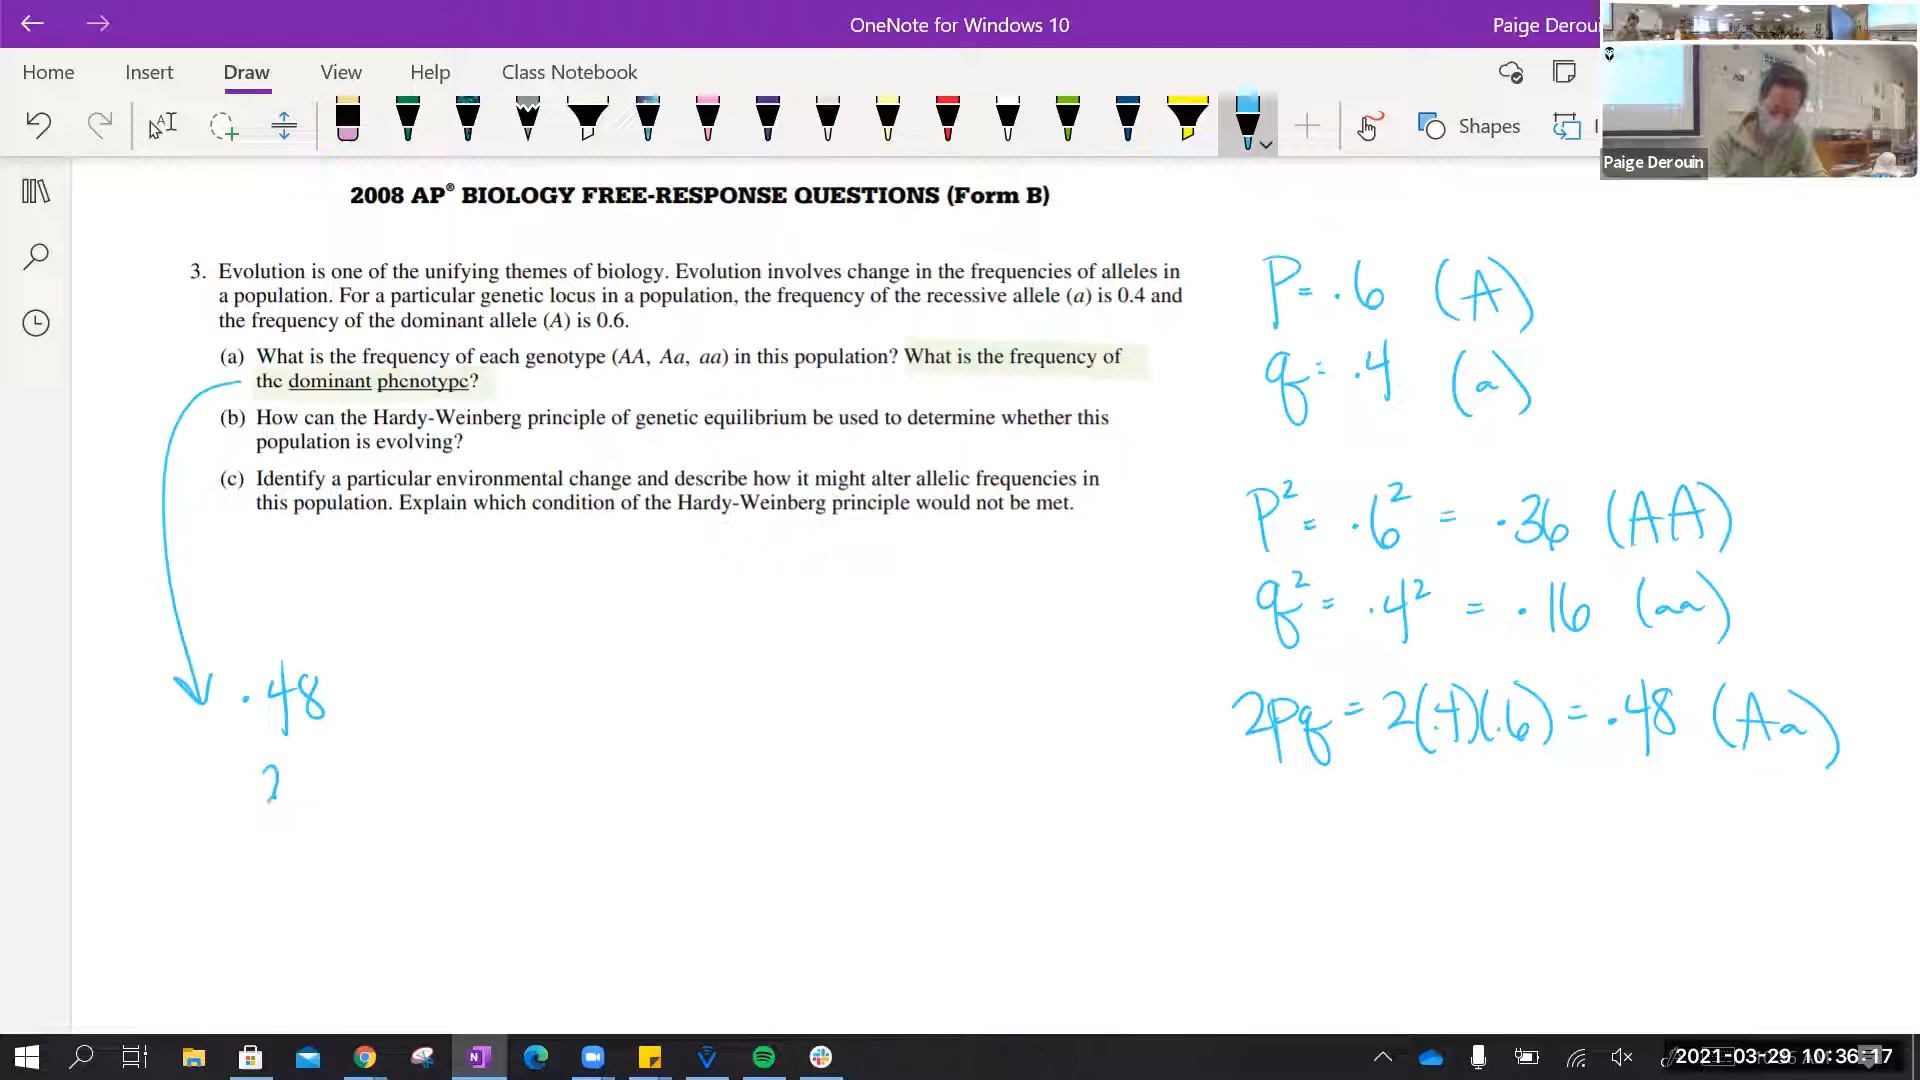 OneNote for Windows 10
Paige Deroui
Home Insert Draw View Help Class Notebook
Shapes
Paige Derouin
2008 AP® BIOLOGY FREE-RESPONSE QUESTIONS (Form B)
3. Evolution is one of the unifying themes of biology. Evolution involves change in the frequencies of alleles in
a population. For a particular genetic locus in a population, the frequency of the recessive allele (a) is 0.4 and
the frequency of the dominant allele (A) is 0.6.
(a) What is the frequency of each genotype (AA, Aa, aa) in this population? What is the frequency of
the dominant phenotype?
(b) How can the Hardy-Weinberg principle of genetic equilibrium be used to determine whether this
population is evolving?
(c) Identify a particular environmental change and describe how it might alter allelic frequencies in
this population. Explain which condition of the Hardy-Weinberg principle would not be met.
.48
P = .6 (A)
q = .4 (a)
P² = .6² = .36 (AA)
q² = .4² = .16 (aa)
2pq = 2(.4)(.6) = .48 (Aa)
2021-03-29 10:36:17